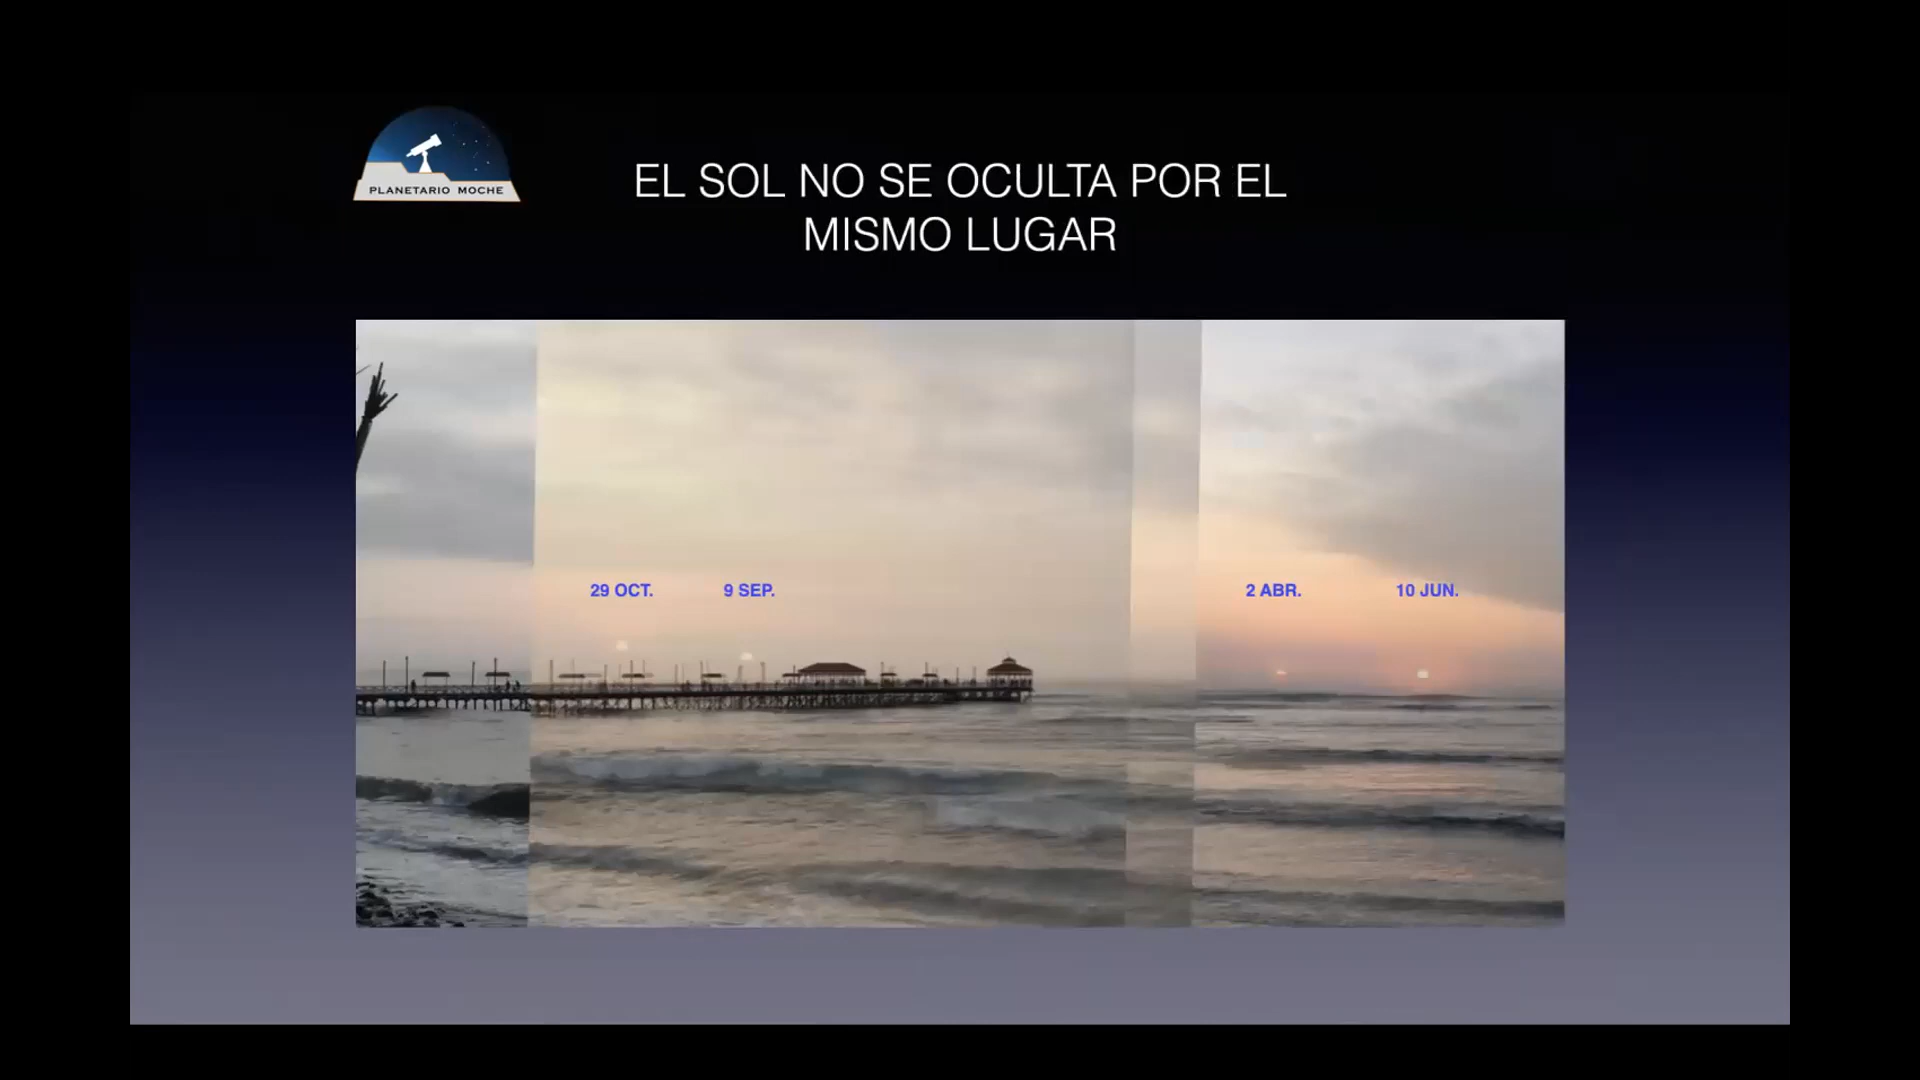 PLANETARIO MOCHE
EL SOL NO SE OCULTA POR EL
MISMO LUGAR
29 OCT.
9 SEP.
2 ABR.
10 JUN.